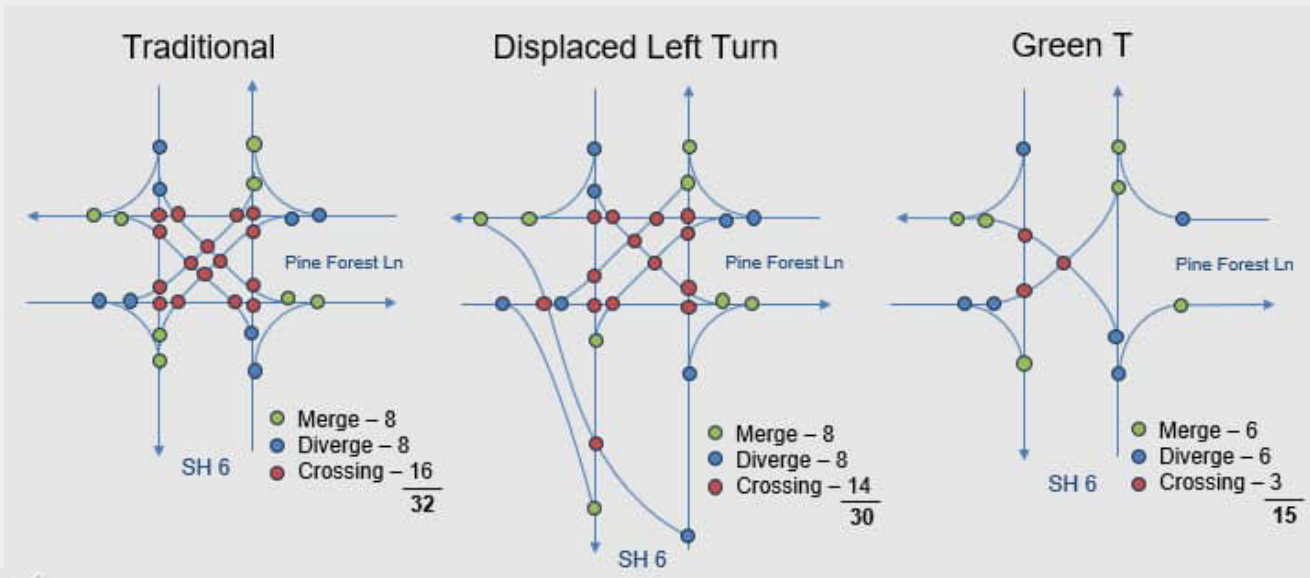 Traditional
Pine Forest Ln
Merge – 8
Diverge – 8
Crossing – 16
32
SH 6
Displaced Left Turn
Pine Forest Ln
Merge – 8
Diverge – 8
Crossing – 14
30
SH 6
Green T
Pine Forest Ln
Merge – 6
Diverge – 6
Crossing – 3
15
SH 6